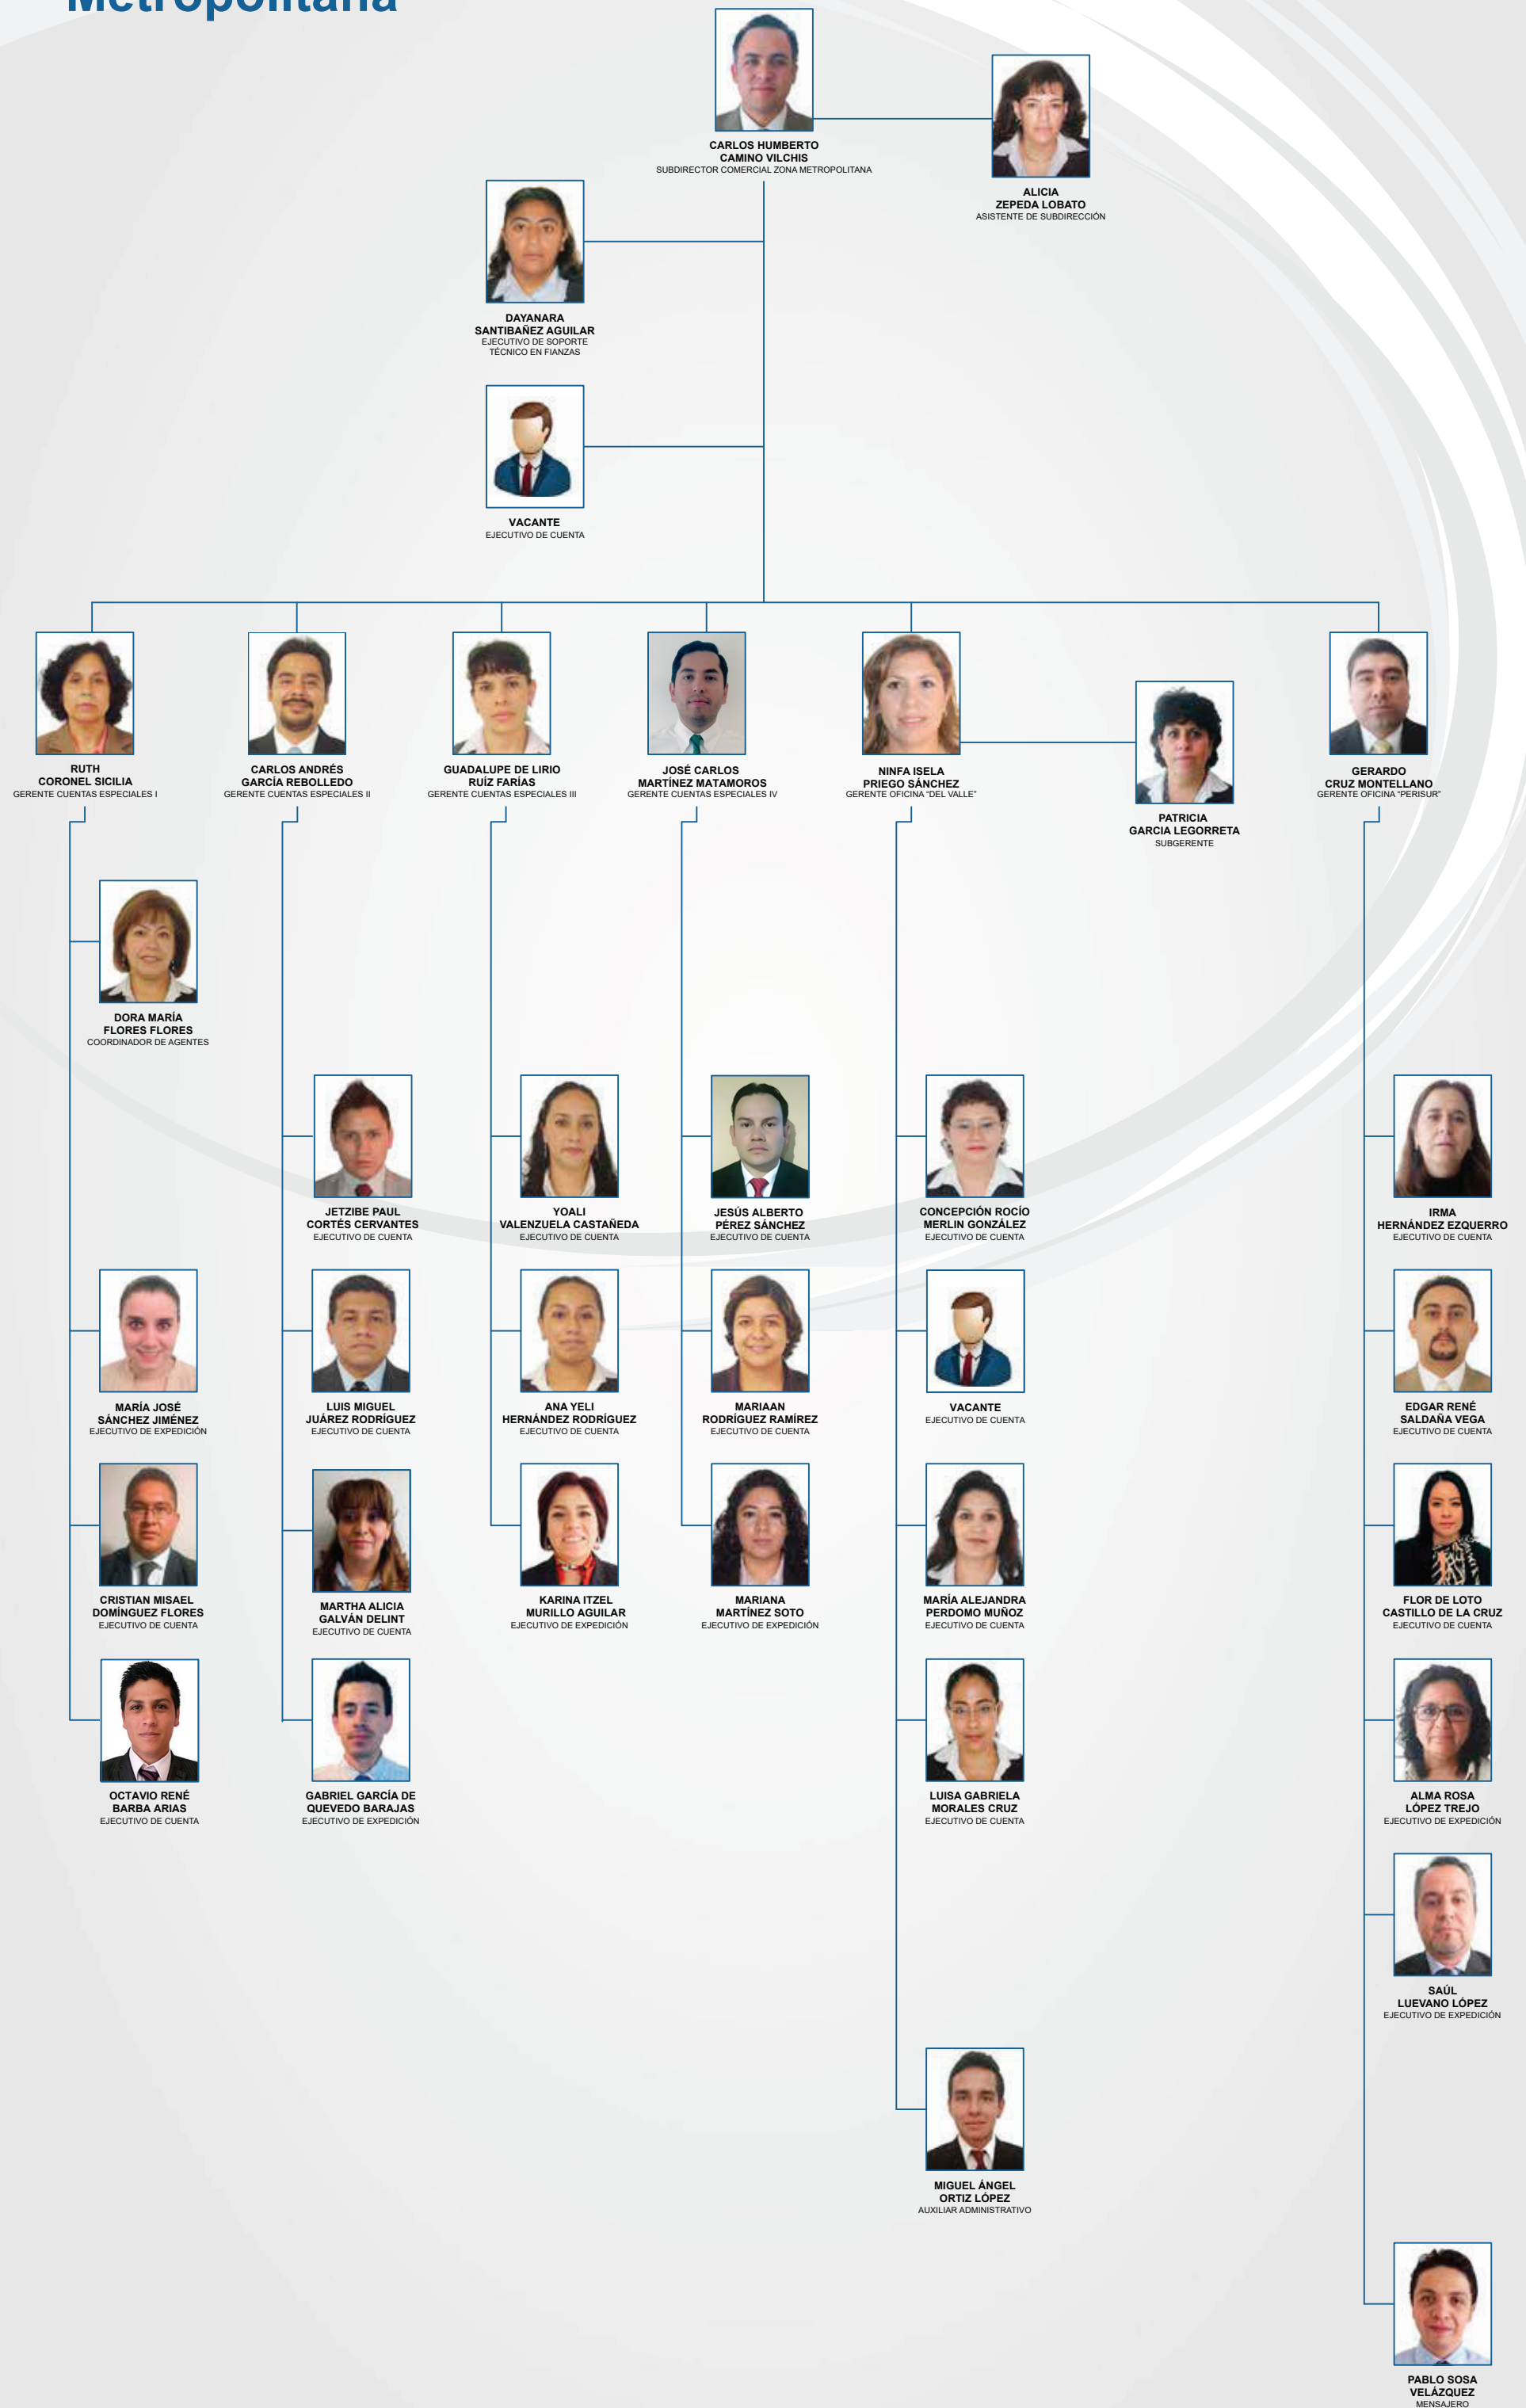 Metropolitana
CARLOS HUMBERTO
CAMINO VILCHIS
SUBDIRECTOR COMERCIAL ZONA METROPOLITANA
ALICIA
ZEPEDA LOBATO
ASISTENTE DE SUBDIRECCIÓN
DAYANARA
SANTIBAÑEZ AGUILAR
EJECUTIVO DE SOPORTE
TÉCNICO EN FIANZAS
VACANTE
EJECUTIVO DE CUENTA
RUTH
CORONEL SICILIA
GERENTE CUENTAS ESPECIALES I
CARLOS ANDRÉS
GARCÍA REBOLLEDO
GERENTE CUENTAS ESPECIALES II
GUADALUPE DE LIRIO
RUÍZ FARÍAS
GERENTE CUENTAS ESPECIALES III
JOSÉ CARLOS
MARTÍNEZ MATAMOROS
GERENTE CUENTAS ESPECIALES IV
NINFA ISELA
PRIEGO SÁNCHEZ
GERENTE OFICINA “DEL VALLE”
PATRICIA
GARCIA LEGORRETA
SUBGERENTE
GERARDO
CRUZ MONTELLANO
GERENTE OFICINA “PERISUR”
DORA MARÍA
FLORES FLORES
COORDINADOR DE AGENTES
JETZIBE PAUL
CORTÉS CERVANTES
EJECUTIVO DE CUENTA
YOALI
VALENZUELA CASTAÑEDA
EJECUTIVO DE CUENTA
JESÚS ALBERTO
PÉREZ SÁNCHEZ
EJECUTIVO DE CUENTA
CONCEPCIÓN ROCÍO
MERLIN GONZÁLEZ
EJECUTIVO DE CUENTA
IRMA
HERNÁNDEZ EZQUERRO
EJECUTIVO DE CUENTA
MARÍA JOSÉ
SÁNCHEZ JIMÉNEZ
EJECUTIVO DE EXPEDICIÓN
LUIS MIGUEL
JUÁREZ RODRÍGUEZ
EJECUTIVO DE CUENTA
ANA YELI
HERNÁNDEZ RODRÍGUEZ
EJECUTIVO DE CUENTA
MARIAAN
RODRÍGUEZ RAMÍREZ
EJECUTIVO DE CUENTA
VACANTE
EJECUTIVO DE CUENTA
EDGAR RENÉ
SALDAÑA VEGA
EJECUTIVO DE CUENTA
CRISTIAN MISAEL
DOMÍNGUEZ FLORES
EJECUTIVO DE CUENTA
MARTHA ALICIA
GALVÁN DELINT
EJECUTIVO DE CUENTA
KARINA ITZEL
MURILLO AGUILAR
EJECUTIVO DE EXPEDICIÓN
MARIANA
MARTÍNEZ SOTO
EJECUTIVO DE EXPEDICIÓN
MARÍA ALEJANDRA
PERDOMO MUÑOZ
EJECUTIVO DE CUENTA
FLOR DE LOTO
CASTILLO DE LA CRUZ
EJECUTIVO DE CUENTA
OCTAVIO RENÉ
BARBA ARIAS
EJECUTIVO DE CUENTA
GABRIEL GARCÍA DE
QUEVEDO BARAJAS
EJECUTIVO DE EXPEDICIÓN
LUISA GABRIELA
MORALES CRUZ
EJECUTIVO DE CUENTA
ALMA ROSA
LÓPEZ TREJO
EJECUTIVO DE EXPEDICIÓN
SAÚL
LUEVANO LÓPEZ
EJECUTIVO DE EXPEDICIÓN
MIGUEL ÁNGEL
ORTIZ LÓPEZ
AUXILIAR ADMINISTRATIVO
PABLO SOSA
VELÁZQUEZ
MENSAJERO